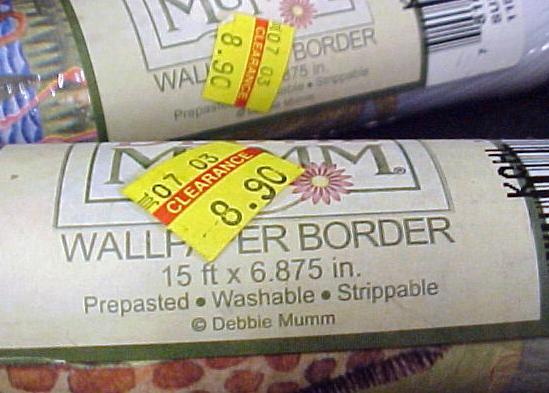 8.90
CLEARANCE
07 03
BORDER
875 in.
Strippable
07 03
CLEARANCE
8.90
MUMM®
WALLPAPER BORDER
15 ft x 6.875 in.
Prepasted • Washable • Strippable
© Debbie Mumm